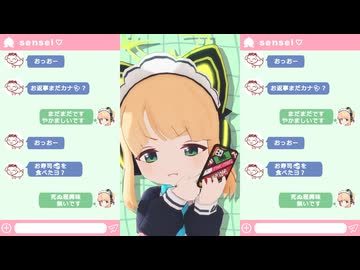 sensei♡
おっおー
お返事まだカナ💦？
まだまだです
やかましいです
おっおー
お寿司🍣を
食べたヨ？
死ぬ程興味
無いです
sensei♡
おっおー
お返事まだカナ💦？
まだまだです
やかましいです
おっおー
お寿司🍣を
食べたヨ？
死ぬ程興味
無いです